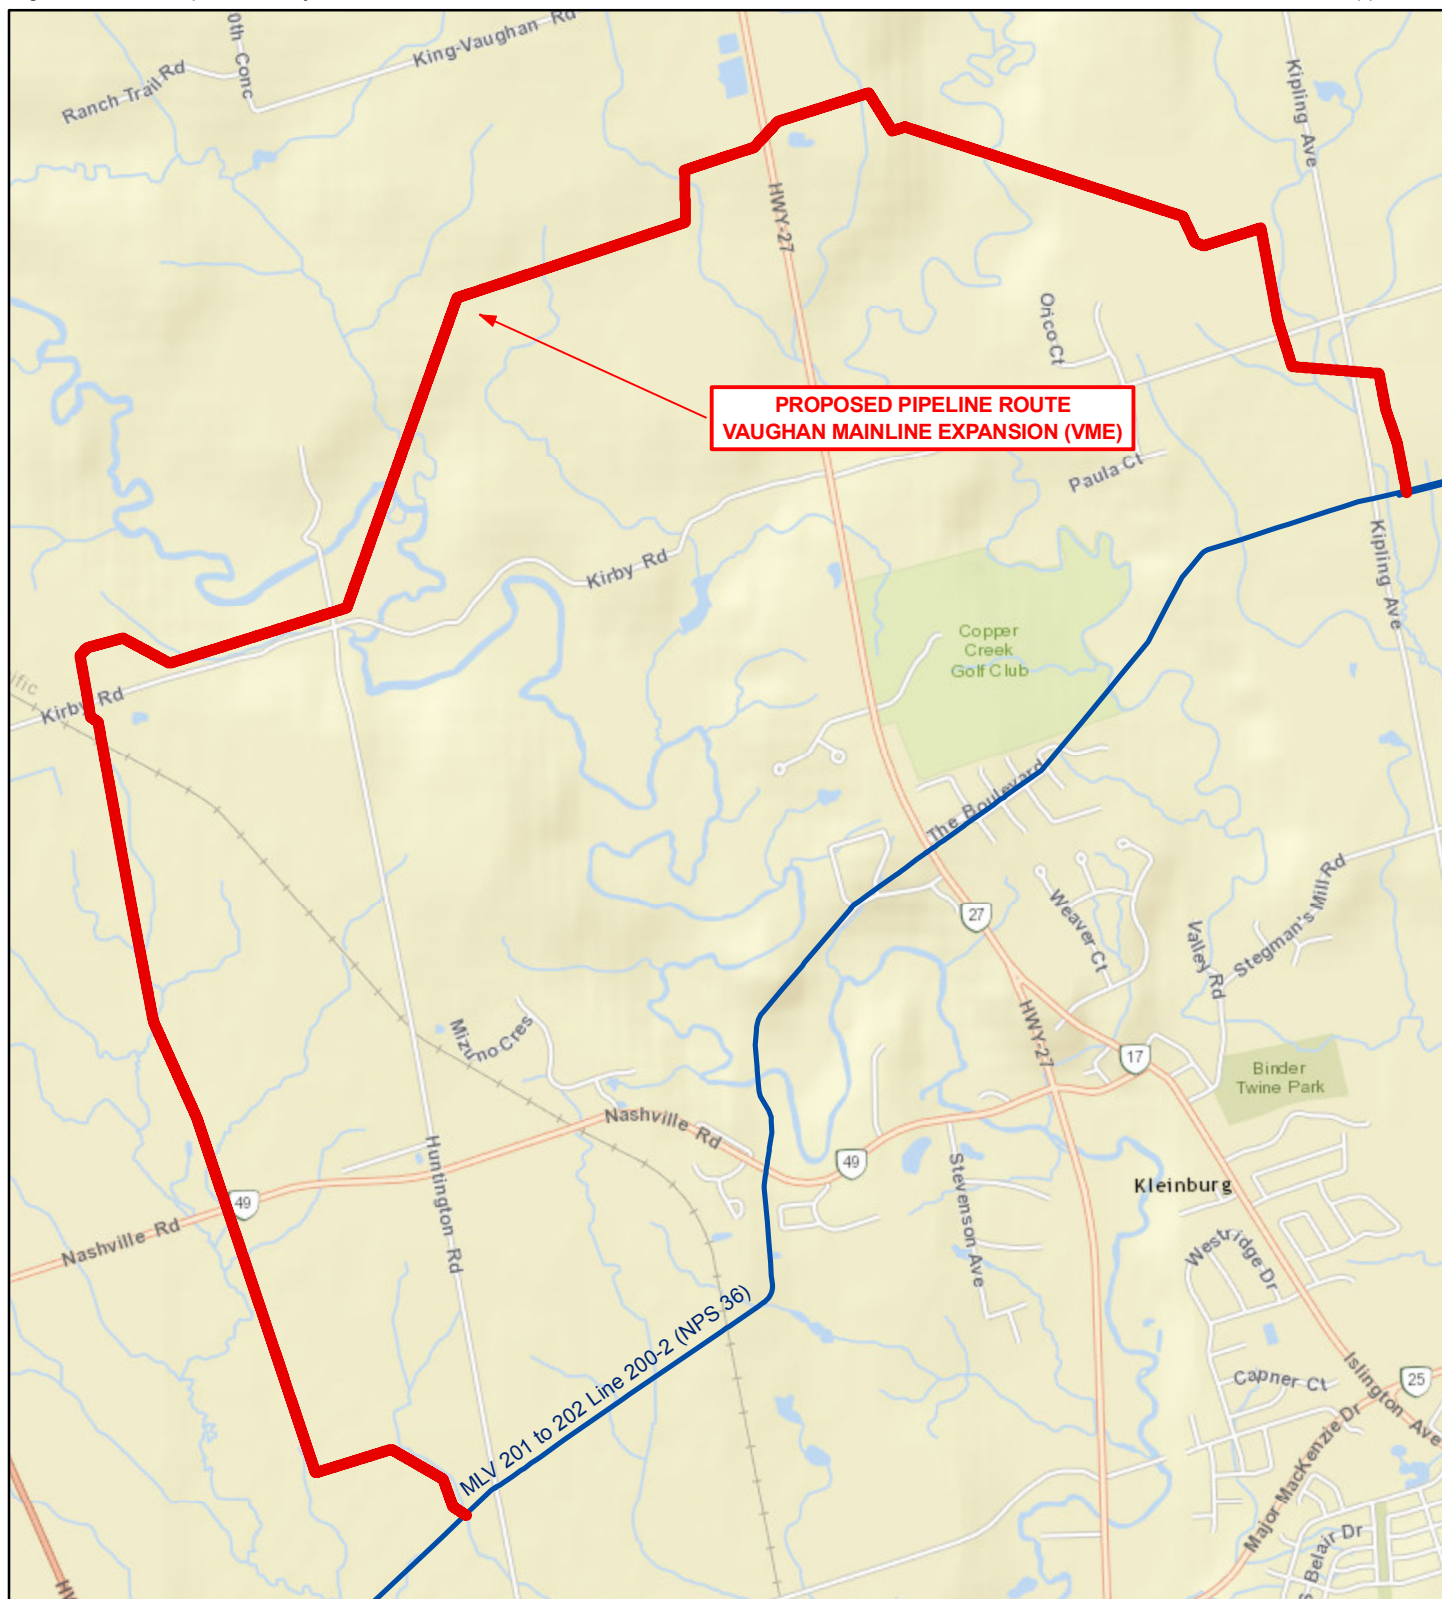 0th Conc
King-Vaughan Rd
Ranch Trail Rd
Kipling Ave
HWY-27
Orico Ct
PROPOSED PIPELINE ROUTE
VAUGHAN MAINLINE EXPANSION (VME)
Paula Ct
Kirby Rd
Kipling Ave
Copper
Creek
Golf Club
ific
Kirby Rd
The Boulevard
Stegman's Mill Rd
27
Weaver Ct
Valley Rd
HWY-27
Mizuno Cres
17
Binder
Twine Park
Nashville Rd
49
Huntington Rd
Stevenson Ave
Kleinburg
49
Nashville Rd
Westridge Dr
MLV 201 to 202 Line 200-2 (NPS 36)
Islington Ave
Capner Ct
25
Major MacKenzie Dr
s Belair Dr